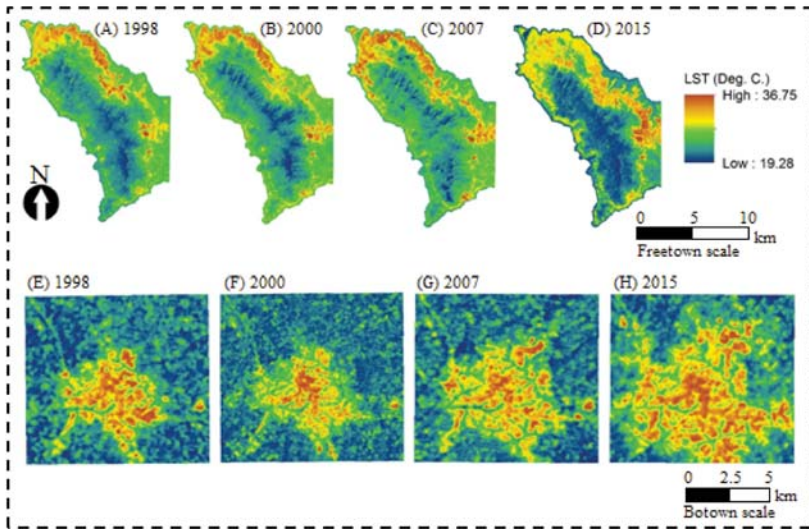 (A) 1998
(B) 2000
(C) 2007
(D) 2015
LST (Deg. C.)
High : 36.75
Low : 19.28
N
0 5 10
km
Freetown scale
(E) 1998
(F) 2000
(G) 2007
(H) 2015
0 2.5 5
km
Botown scale